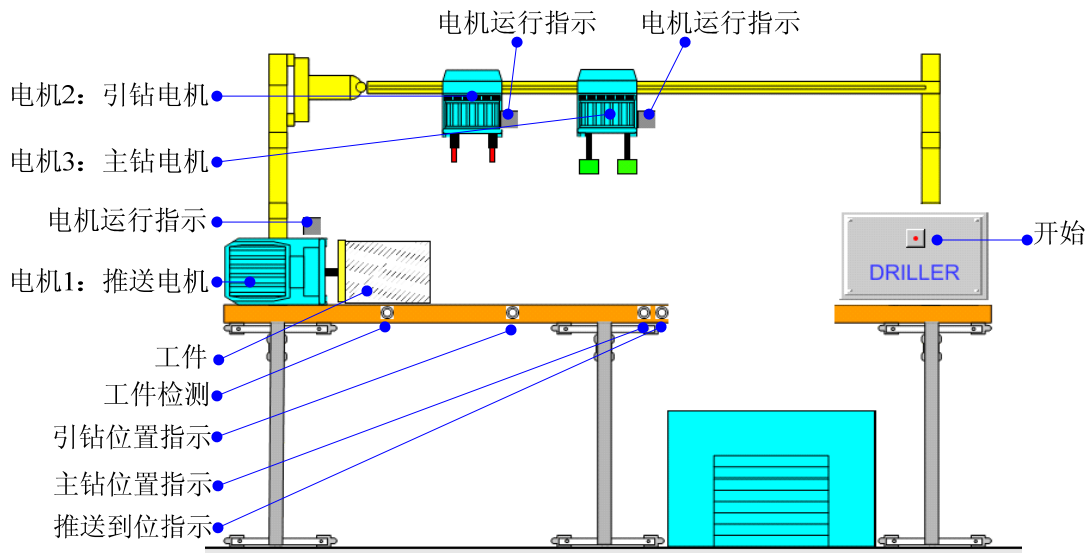 电机运行指示
电机运行指示
电机2：引钻电机
电机3：主钻电机
电机运行指示
开始
DRILLER
电机1：推送电机
工件
工件检测
引钻位置指示
主钻位置指示
推送到位指示